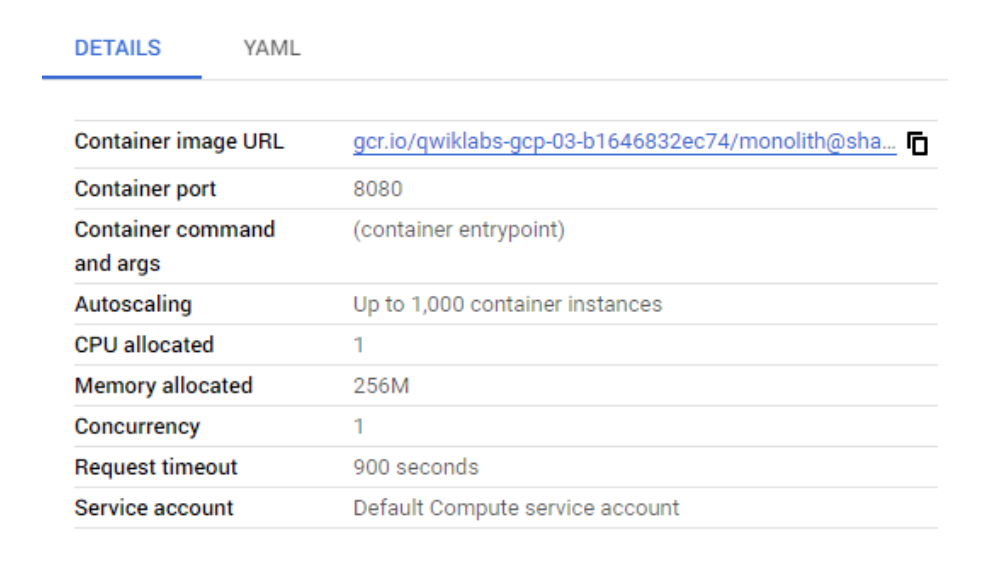 DETAILS YAML
Container image URL gcr.io/qwiklabs-gcp-03-b1646832ec74/monolith@sha...
Container port 8080
Container command (container entrypoint)
and args
Autoscaling Up to 1,000 container instances
CPU allocated 1
Memory allocated 256M
Concurrency 1
Request timeout 900 seconds
Service account Default Compute service account